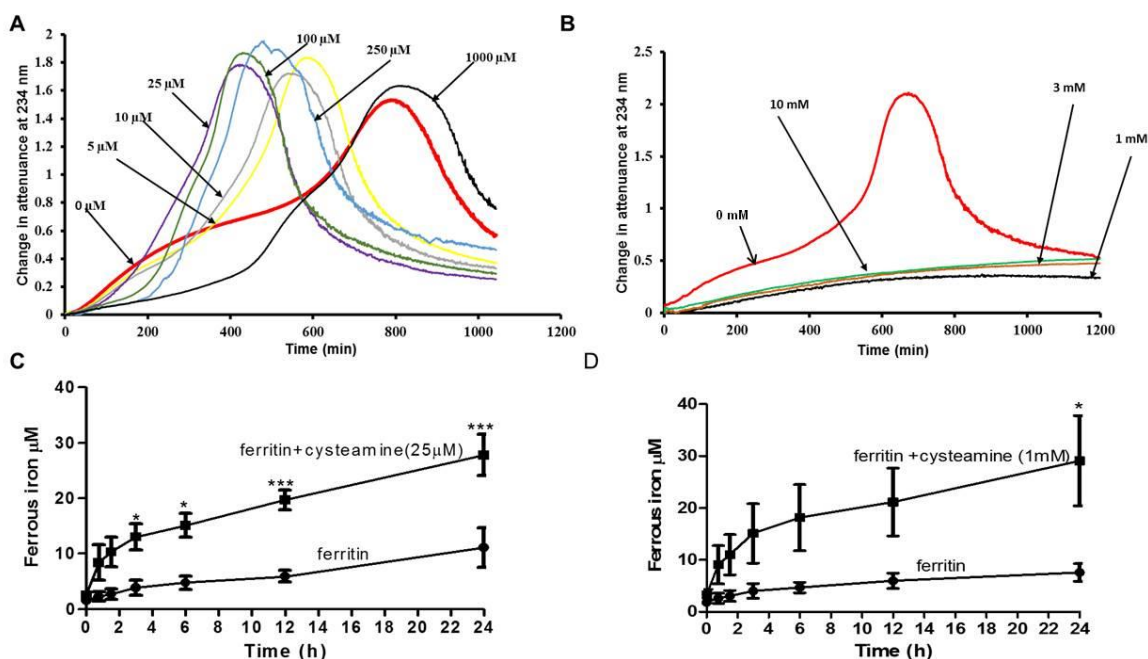 A
Change in attenuance at 234 nm
2
1.8
1.6
1.4
1.2
1
0.8
0.6
0.4
0.2
0
100 µM
250 µM
1000 µM
25 µM
10 µM
5 µM
0 µM
0 200 400 600 800 1000
Time (min)
B
Change in attenuance at 234 nm
2.5
2
1.5
1
0.5
0
3 mM
10 mM
1 mM
0 mM
0 200 400 600 800 1000 1200
Time (min)
C
Ferrous iron µM
40
30
20
10
0
***
ferritin+cysteamine(25µM)
***
* *
ferritin
0 2 4 6 8 10 12 14 16 18 20 22 24
Time (h)
D
Ferrous iron µM
40
30
20
10
0
*
ferritin +cysteamine (1mM)
ferritin
0 2 4 6 8 10 12 14 16 18 20 22 24
Time (h)